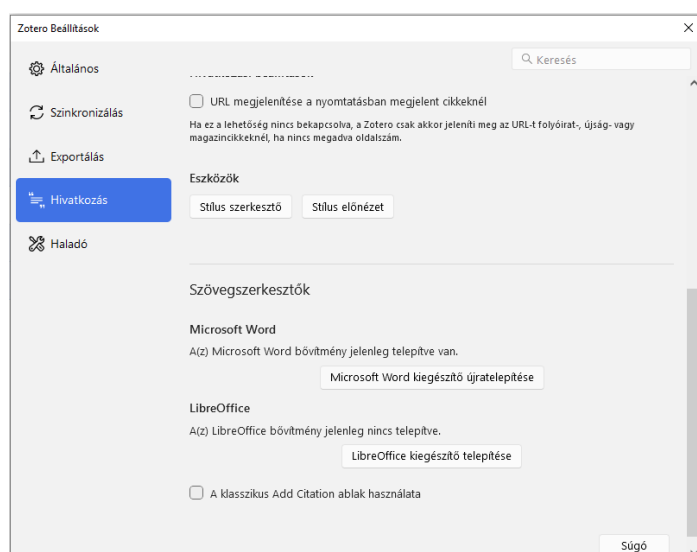 Zotero Beállítások
Keresés
Általános
Szinkronizálás
Exportálás
Hivatkozás
Haladó
URL megjelenítése a nyomtatásban megjelent cikkeknél
Ha ez a lehetőség nincs bekapcsolva, a Zotero csak akkor jeleníti meg az URL-t folyóirat-, újság- vagy
magazincikkeknél, ha nincs megadva oldalszám.
Eszközök
Stílus szerkesztő Stílus előnézet
Szövegszerkesztők
Microsoft Word
A(z) Microsoft Word bővítmény jelenleg telepítve van.
Microsoft Word kiegészítő újratelepítése
LibreOffice
A(z) LibreOffice bővítmény jelenleg nincs telepítve.
LibreOffice kiegészítő telepítése
A klasszikus Add Citation ablak használata
Súgó